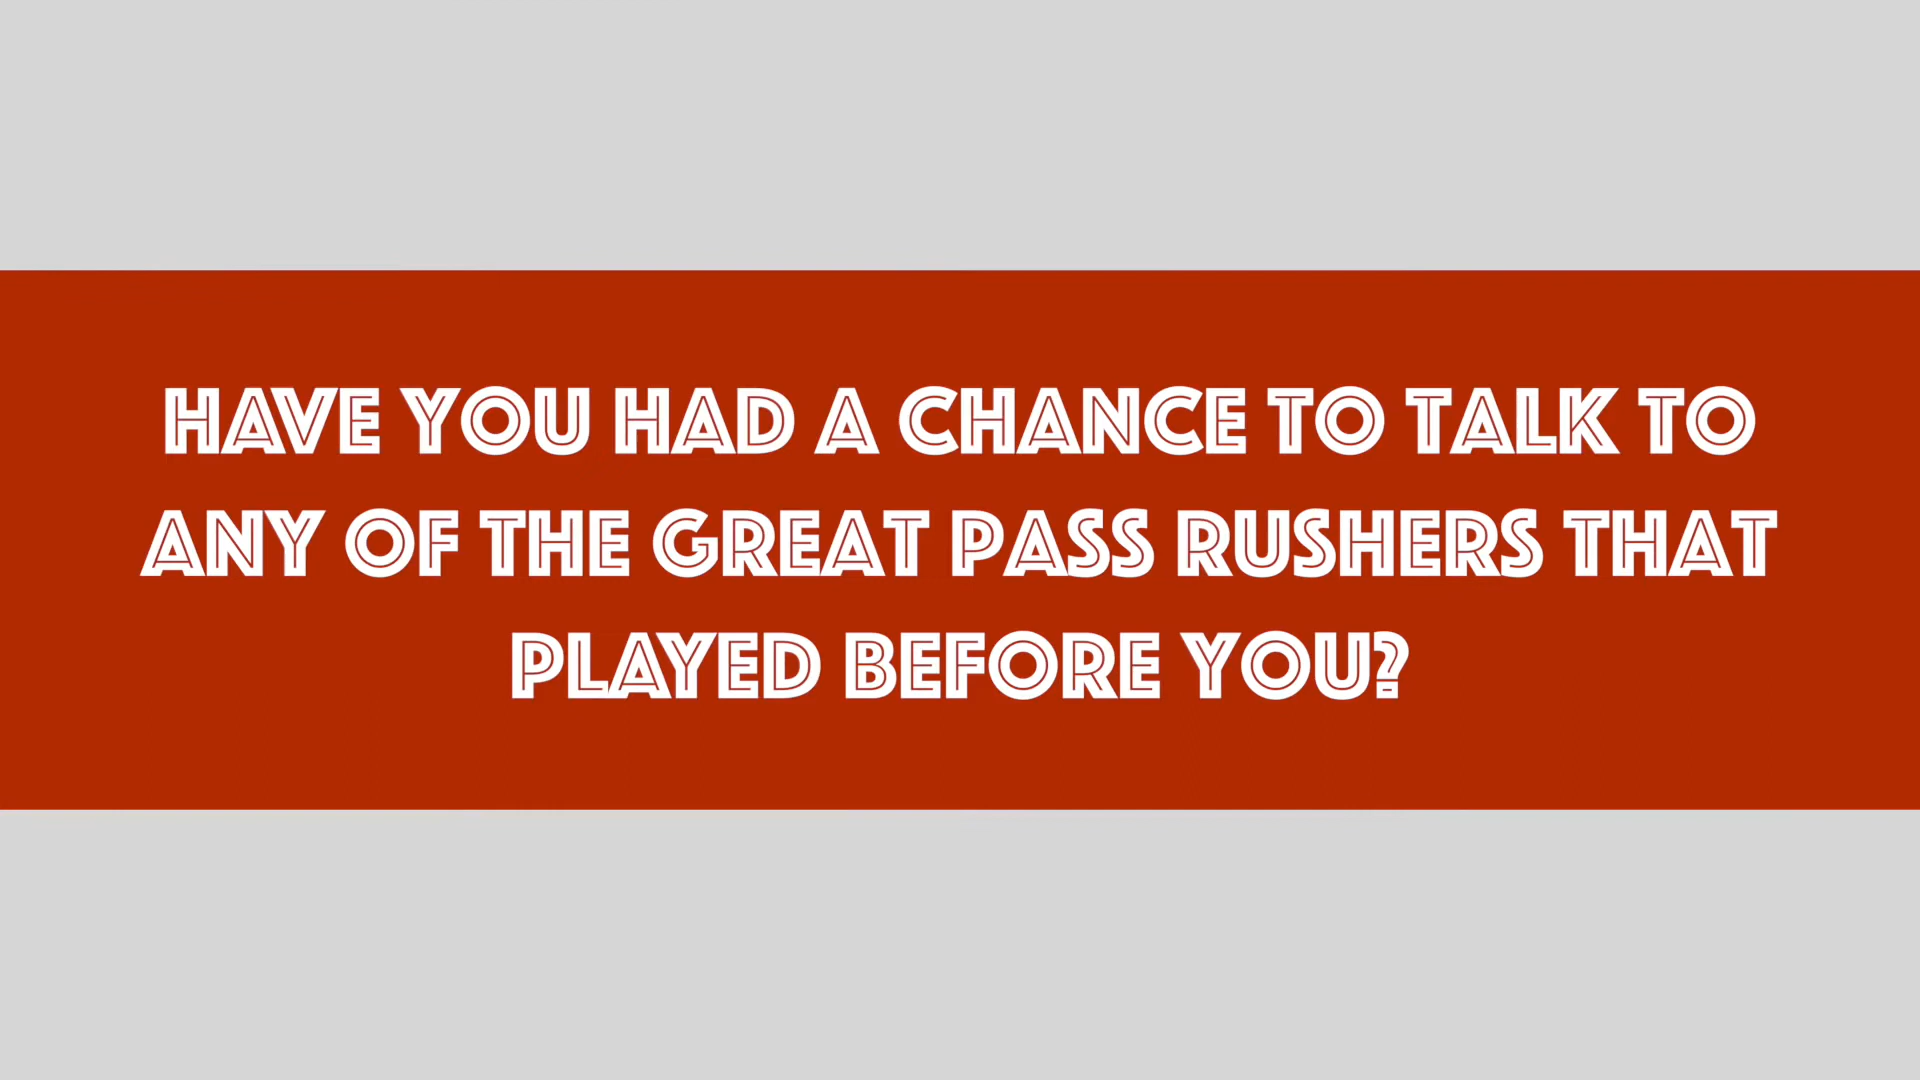 HAVE YOU HAD A CHANCE TO TALK TO
ANY OF THE GREAT PASS RUSHERS THAT
PLAYED BEFORE YOU?